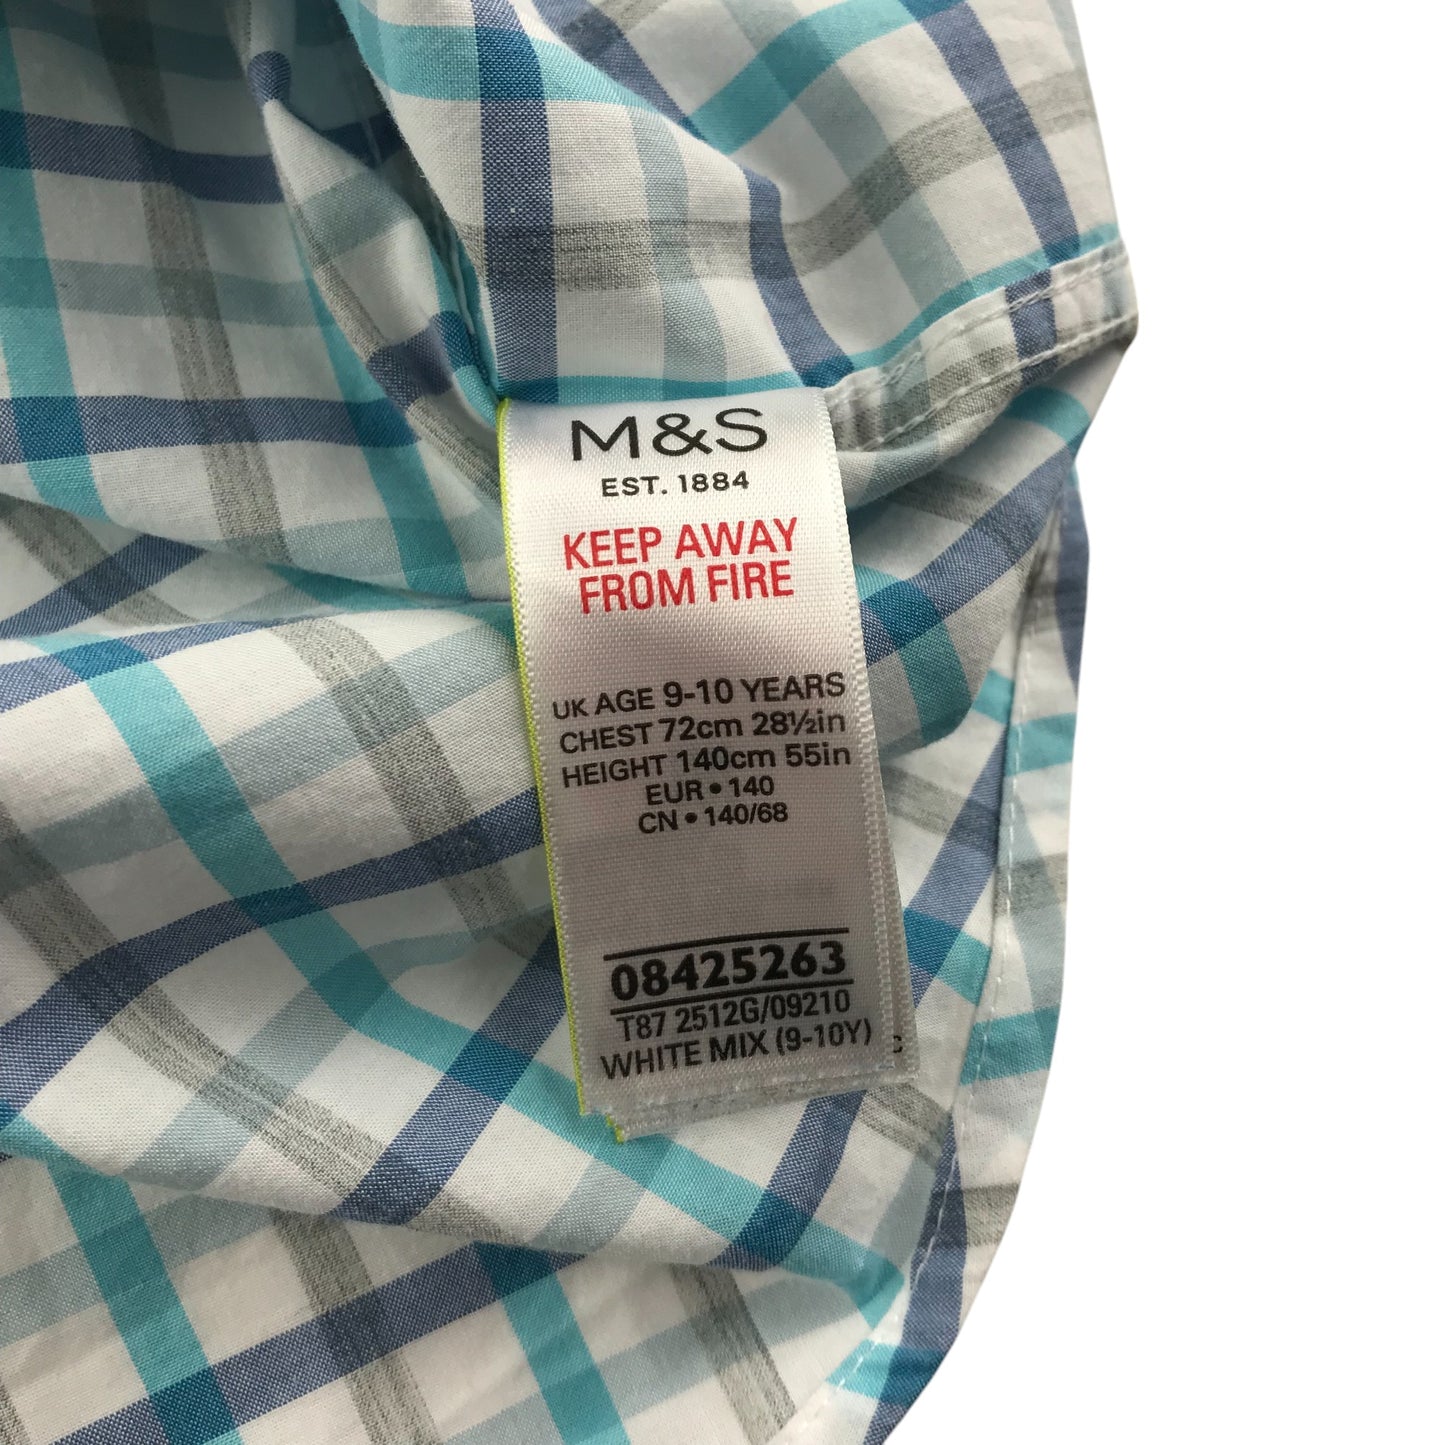 M&S
EST. 1884
KEEP AWAY
FROM FIRE
UK AGE 9-10 YEARS
CHEST 72cm 28½in
HEIGHT 140cm 55in
EUR • 140
CN • 140/68
08425263
T87 2512G/09210
WHITE MIX (9-10Y)